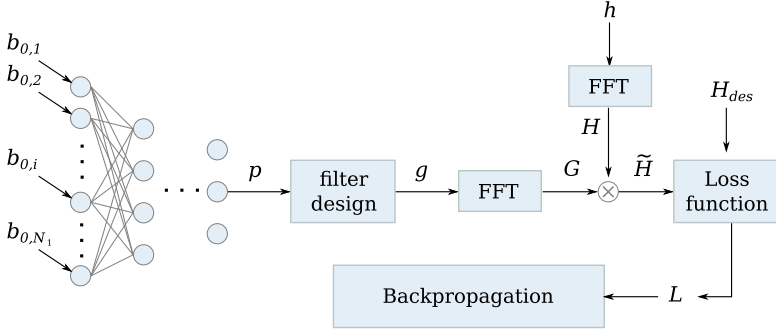 h
b0,1
b0,2
FFT
Hdes
H
b0,i
p
filter
design
g
FFT
G
H̃
Loss
function
b0,N1
Backpropagation
L